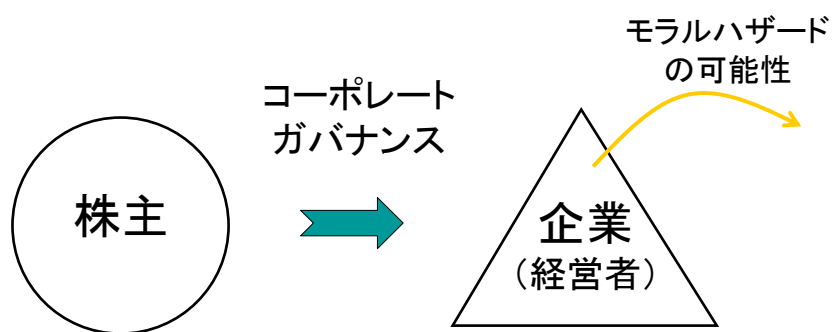 モラルハザード
の可能性
コーポレート
ガバナンス
株主
企業
（経営者）